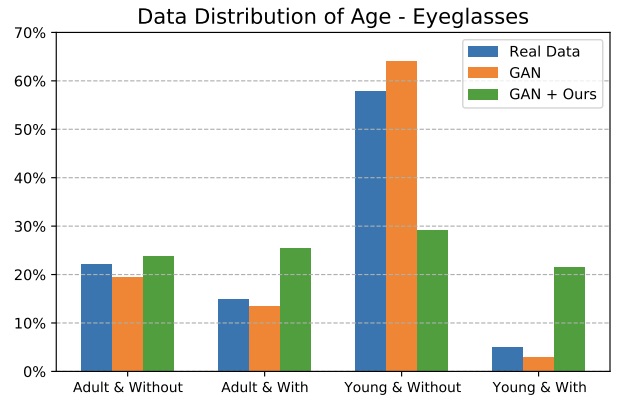 Data Distribution of Age - Eyeglasses
70%
60%
50%
40%
30%
20%
10%
0%
Real Data
GAN
GAN + Ours
Adult & Without
Adult & With
Young & Without
Young & With